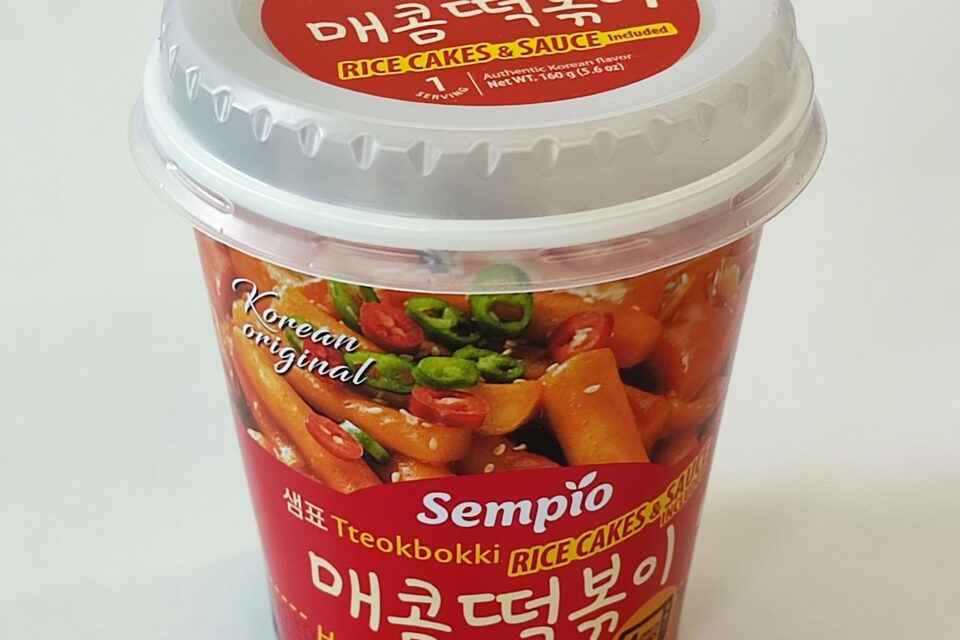 매콤떡볶이
RICE CAKES & SAUCE Included
1
SERVING
Authentic Korean flavor
Net WT. 160 g (5.6 oz)
Korean
original
Sempio
샘표 Tteokbokki
RICE CAKES & SAUCE
매콤떡볶이